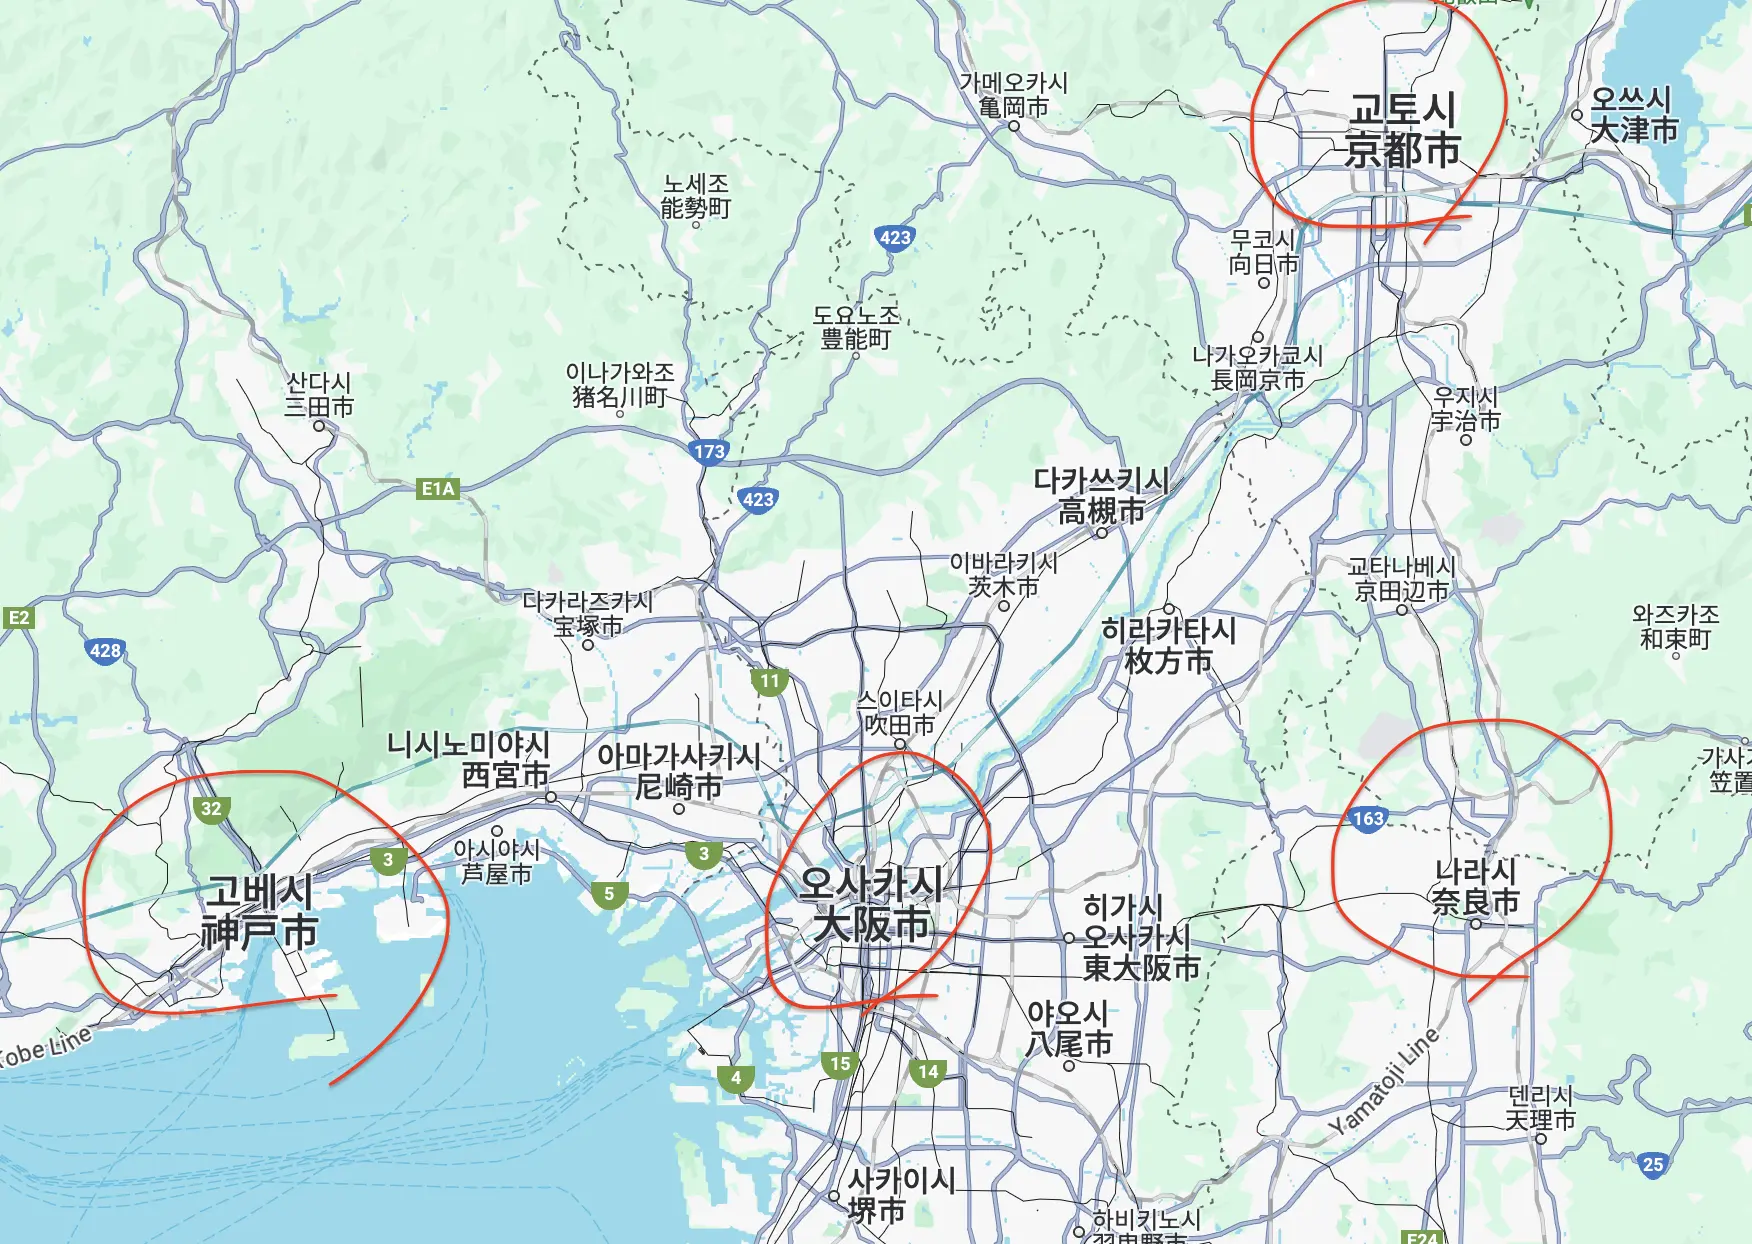 가메오카시
亀岡市
교토시
京都市
오쓰시
大津市
노세조
能勢町
423
무코시
向日市
도요노조
豊能町
나가오카쿄시
長岡京市
산다시
三田市
이나가와조
猪名川町
우지시
宇治市
173
E1A
423
다카쓰키시
高槻市
이바라키시
茨木市
교타나베시
京田辺市
다카라즈카시
宝塚市
E2
히라카타시
枚方市
와즈카조
和束町
428
11
스이타시
吹田市
니시노미야시
西宮市
아마가사키시
尼崎市
笠置
32
163
3
3
아시야시
芦屋市
5
고베시
神戸市
오사카시
大阪市
나라시
奈良市
히가시
오사카시
東大阪市
야오시
八尾市
obe Line
Yamatoji Line
15
14
4
덴리시
天理市
25
사카이시
堺市
하비키노시
E24